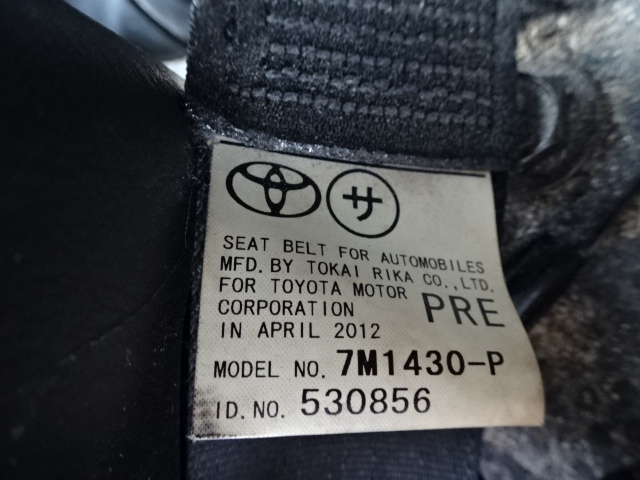 サ
SEAT BELT FOR AUTOMOBILES
MFD. BY TOKAI RIKA CO., LTD.
FOR TOYOTA MOTOR
CORPORATION PRE
IN APRIL 2012
MODEL NO. 7M1430-P
ID. NO. 530856